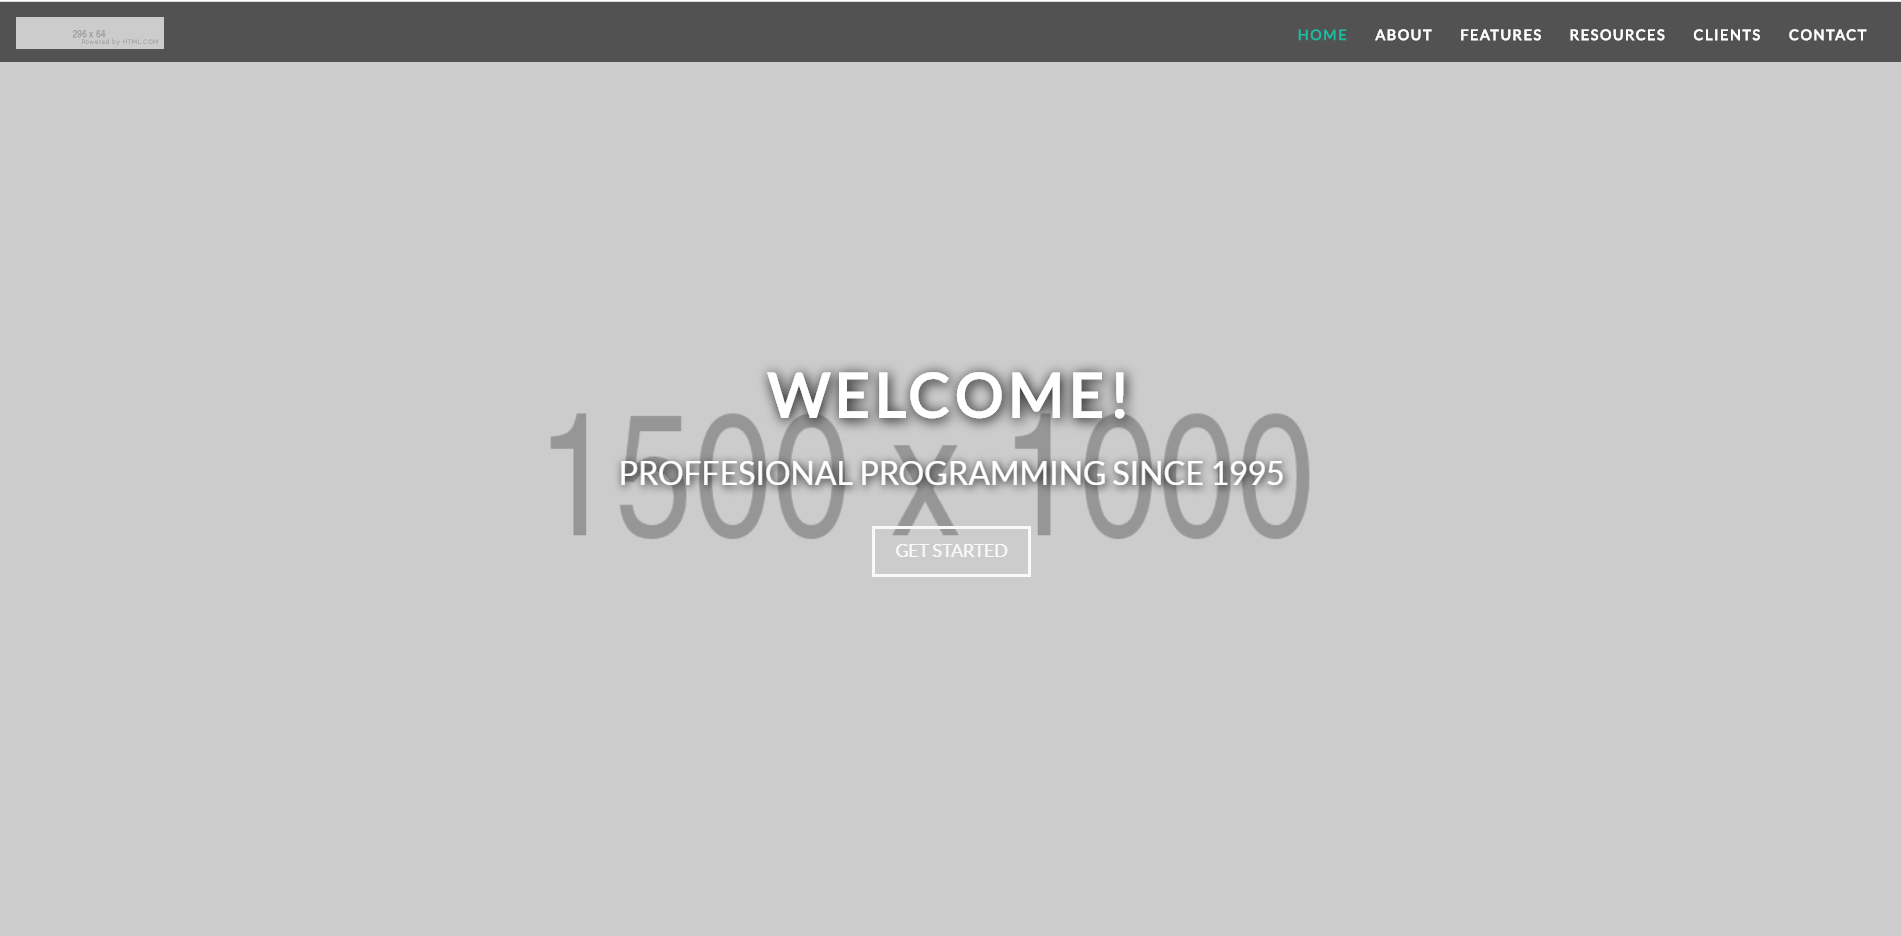 296 x 64
Powered by HTML.COM
HOME ABOUT FEATURES RESOURCES CLIENTS CONTACT
WELCOME!
1500 x 1000
PROFFESIONAL PROGRAMMING SINCE 1995
GET STARTED